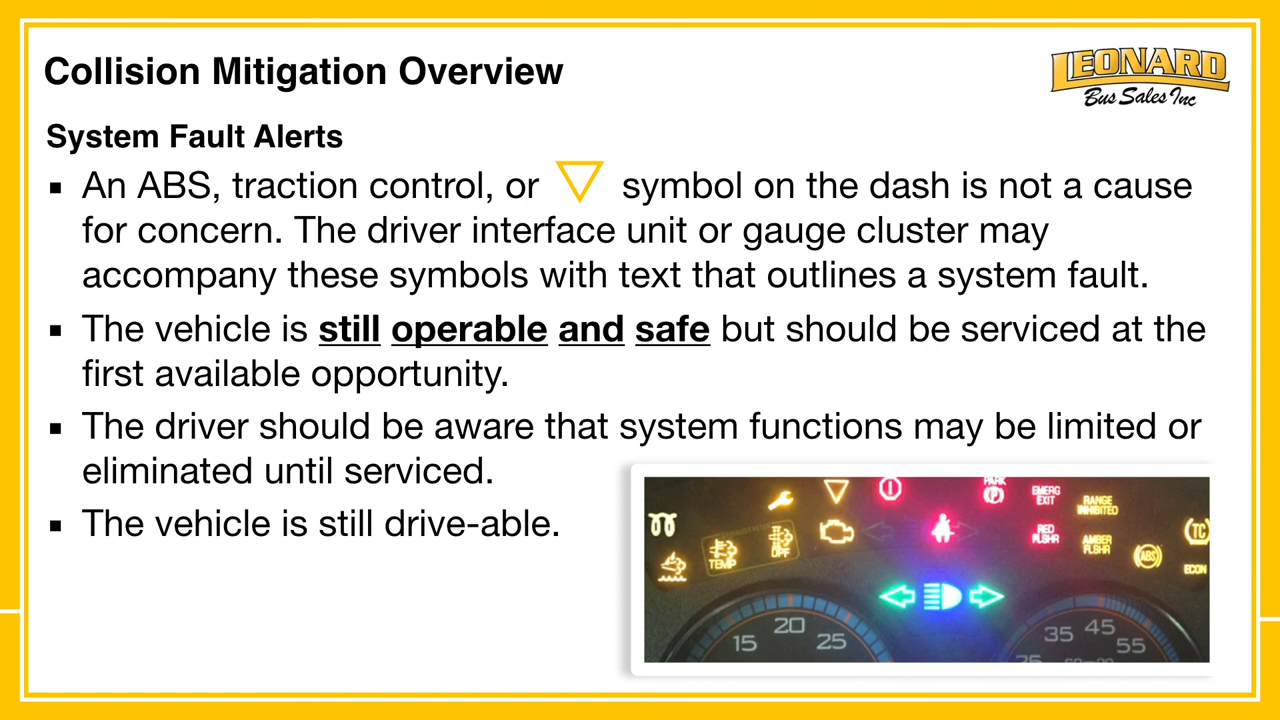 Collision Mitigation Overview
LEONARD
Bus Sales Inc
System Fault Alerts
▪ An ABS, traction control, or symbol on the dash is not a cause
for concern. The driver interface unit or gauge cluster may
accompany these symbols with text that outlines a system fault.
▪ The vehicle is still operable and safe but should be serviced at the
first available opportunity.
▪ The driver should be aware that system functions may be limited or
eliminated until serviced.
▪ The vehicle is still drive-able.
PARK
(P)
EMERG
EXIT
RANGE
INHIBITED
RED
FLSHR
AMBER
FLSHR
(TC)
(ABS)
ECON
TEMP
DPF
15 20 25
35 45 55